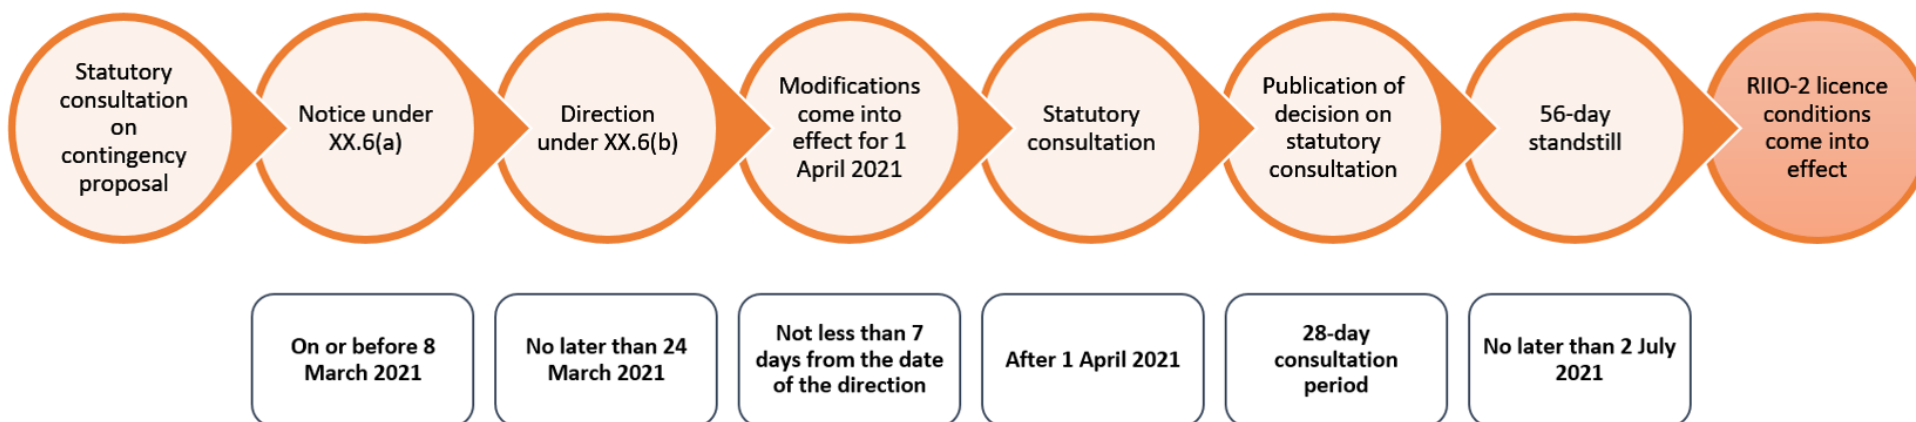 Statutory
consultation
on
contingency
proposal
Notice under
XX.6(a)
Direction
under XX.6(b)
Modifications
come into
effect for 1
April 2021
Statutory
consultation
Publication of
decision on
statutory
consultation
56-day
standstill
RIIO-2 licence
conditions
come into
effect
On or before 8
March 2021
No later than 24
March 2021
Not less than 7
days from the date
of the direction
After 1 April 2021
28-day
consultation
period
No later than 2 July
2021